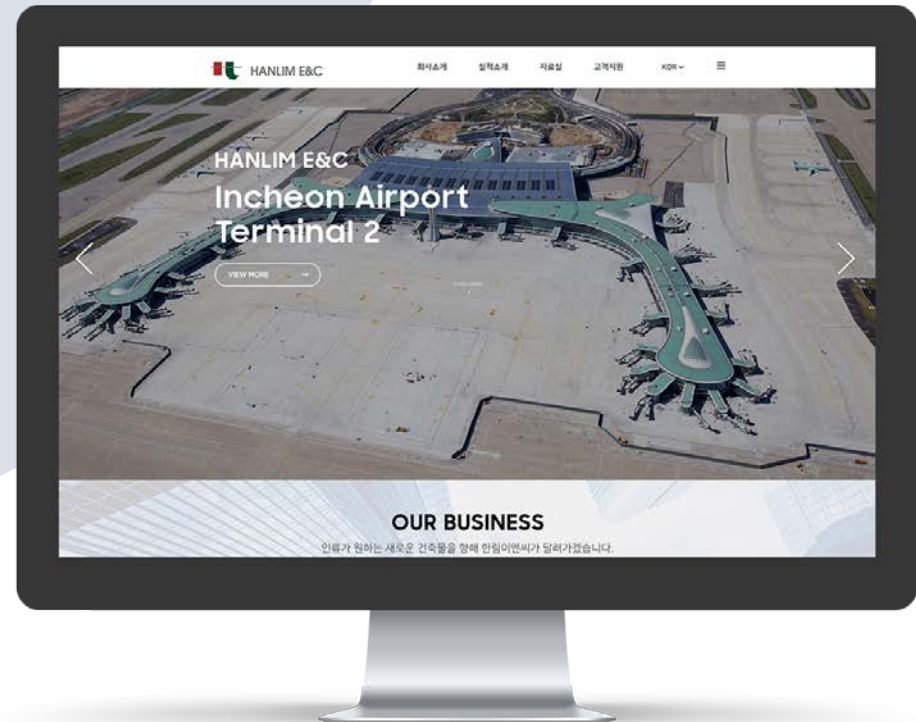 HANLIM E&C
회사소개 실적소개 자료실 고객지원 KOR
HANLIM E&C
Incheon Airport
Terminal 2
VIEW MORE
OUR BUSINESS
인류가 원하는 새로운 건축물을 향해 한림이앤씨가 달려가겠습니다.